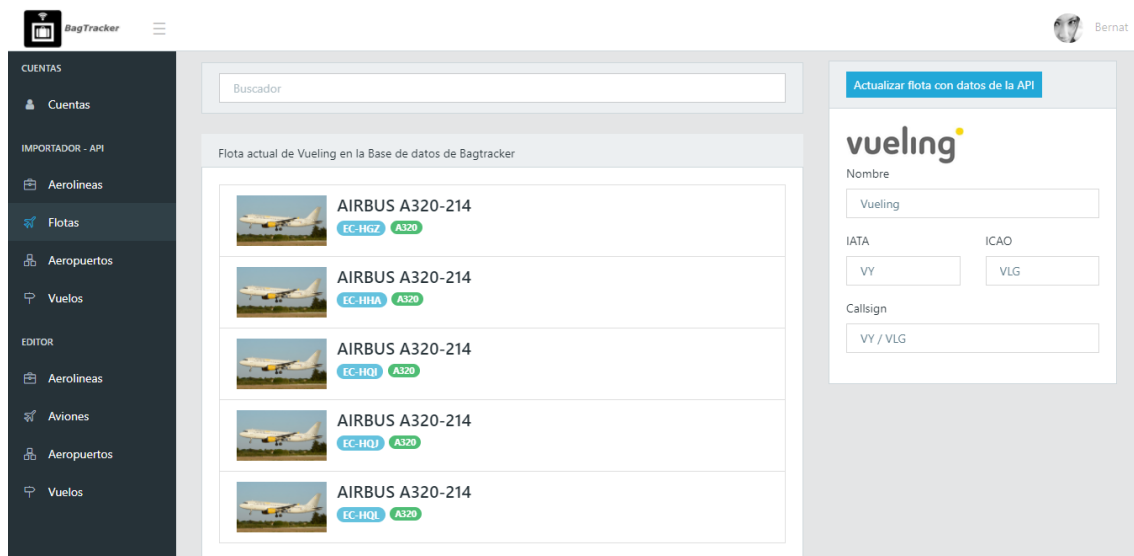 BagTracker
Bernat
CUENTAS
Cuentas
IMPORTADOR - API
Aerolineas
Flotas
Aeropuertos
Vuelos
EDITOR
Aerolineas
Aviones
Aeropuertos
Vuelos
Buscador
Flota actual de Vueling en la Base de datos de Bagtracker
AIRBUS A320-214
EC-HGZ A320
AIRBUS A320-214
EC-HHA A320
AIRBUS A320-214
EC-HQI A320
AIRBUS A320-214
EC-HQJ A320
AIRBUS A320-214
EC-HQL A320
Actualizar flota con datos de la API
vueling
Nombre
Vueling
IATA ICAO
VY VLG
Callsign
VY / VLG